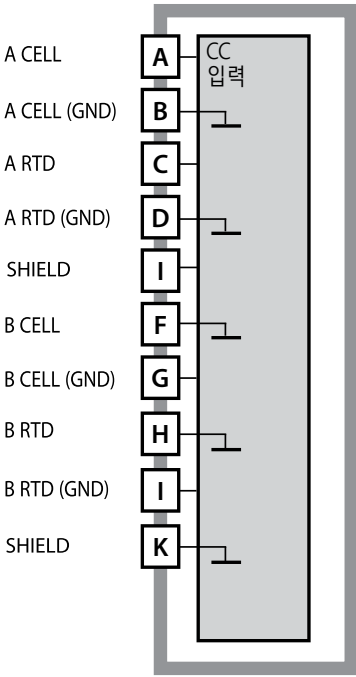 A CELL
A
CC
입력
A CELL (GND)
B
A RTD
C
A RTD (GND)
D
SHIELD
I
B CELL
F
B CELL (GND)
G
B RTD
H
B RTD (GND)
I
SHIELD
K